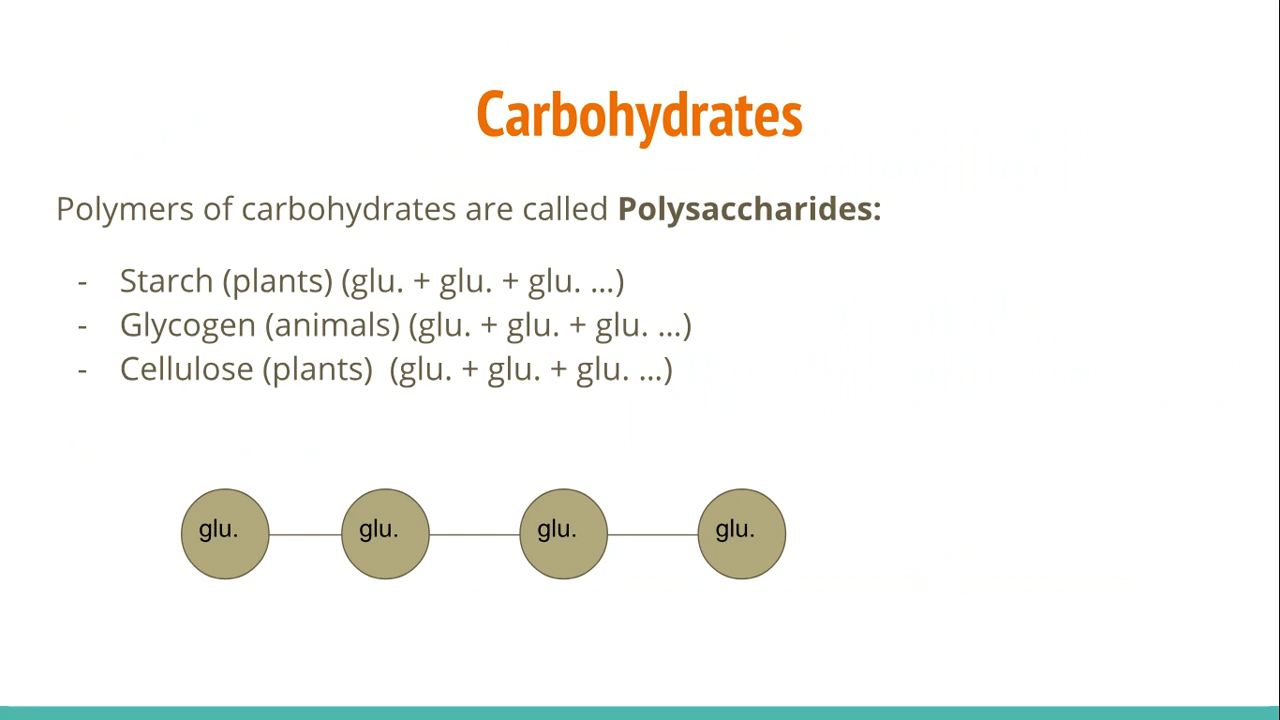 Carbohydrates
Polymers of carbohydrates are called Polysaccharides:
- Starch (plants) (glu. + glu. + glu. ...)
- Glycogen (animals) (glu. + glu. + glu. ...)
- Cellulose (plants)  (glu. + glu. + glu. ...)
glu. glu. glu. glu.